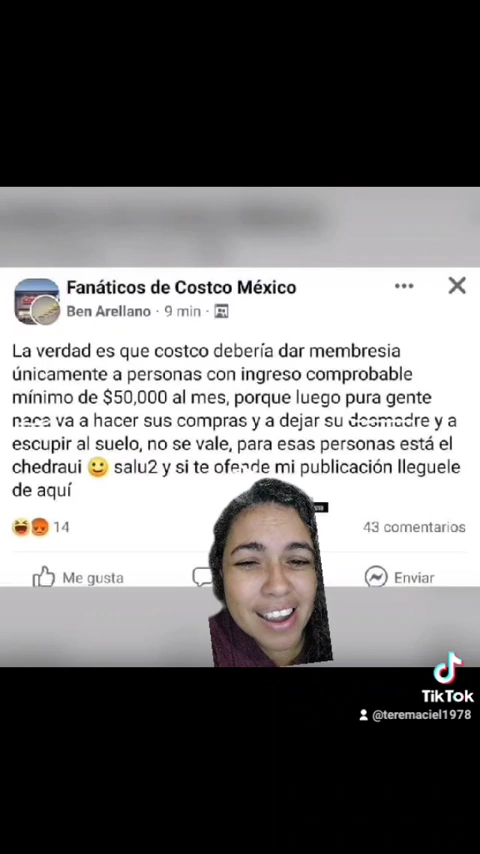 Fanáticos de Costco México
Ben Arellano · 9 min ·
La verdad es que costco debería dar membresia
únicamente a personas con ingreso comprobable
mínimo de $50,000 al mes, porque luego pura gente
naca va a hacer sus compras y a dejar su desmadre y a
escupir al suelo, no se vale, para esas personas está el
chedraui 🙂 salu2 y si te ofende mi publicación lleguele
de aquí
14
43 comentarios
Me gusta
Enviar
TikTok
@teremaciel1978